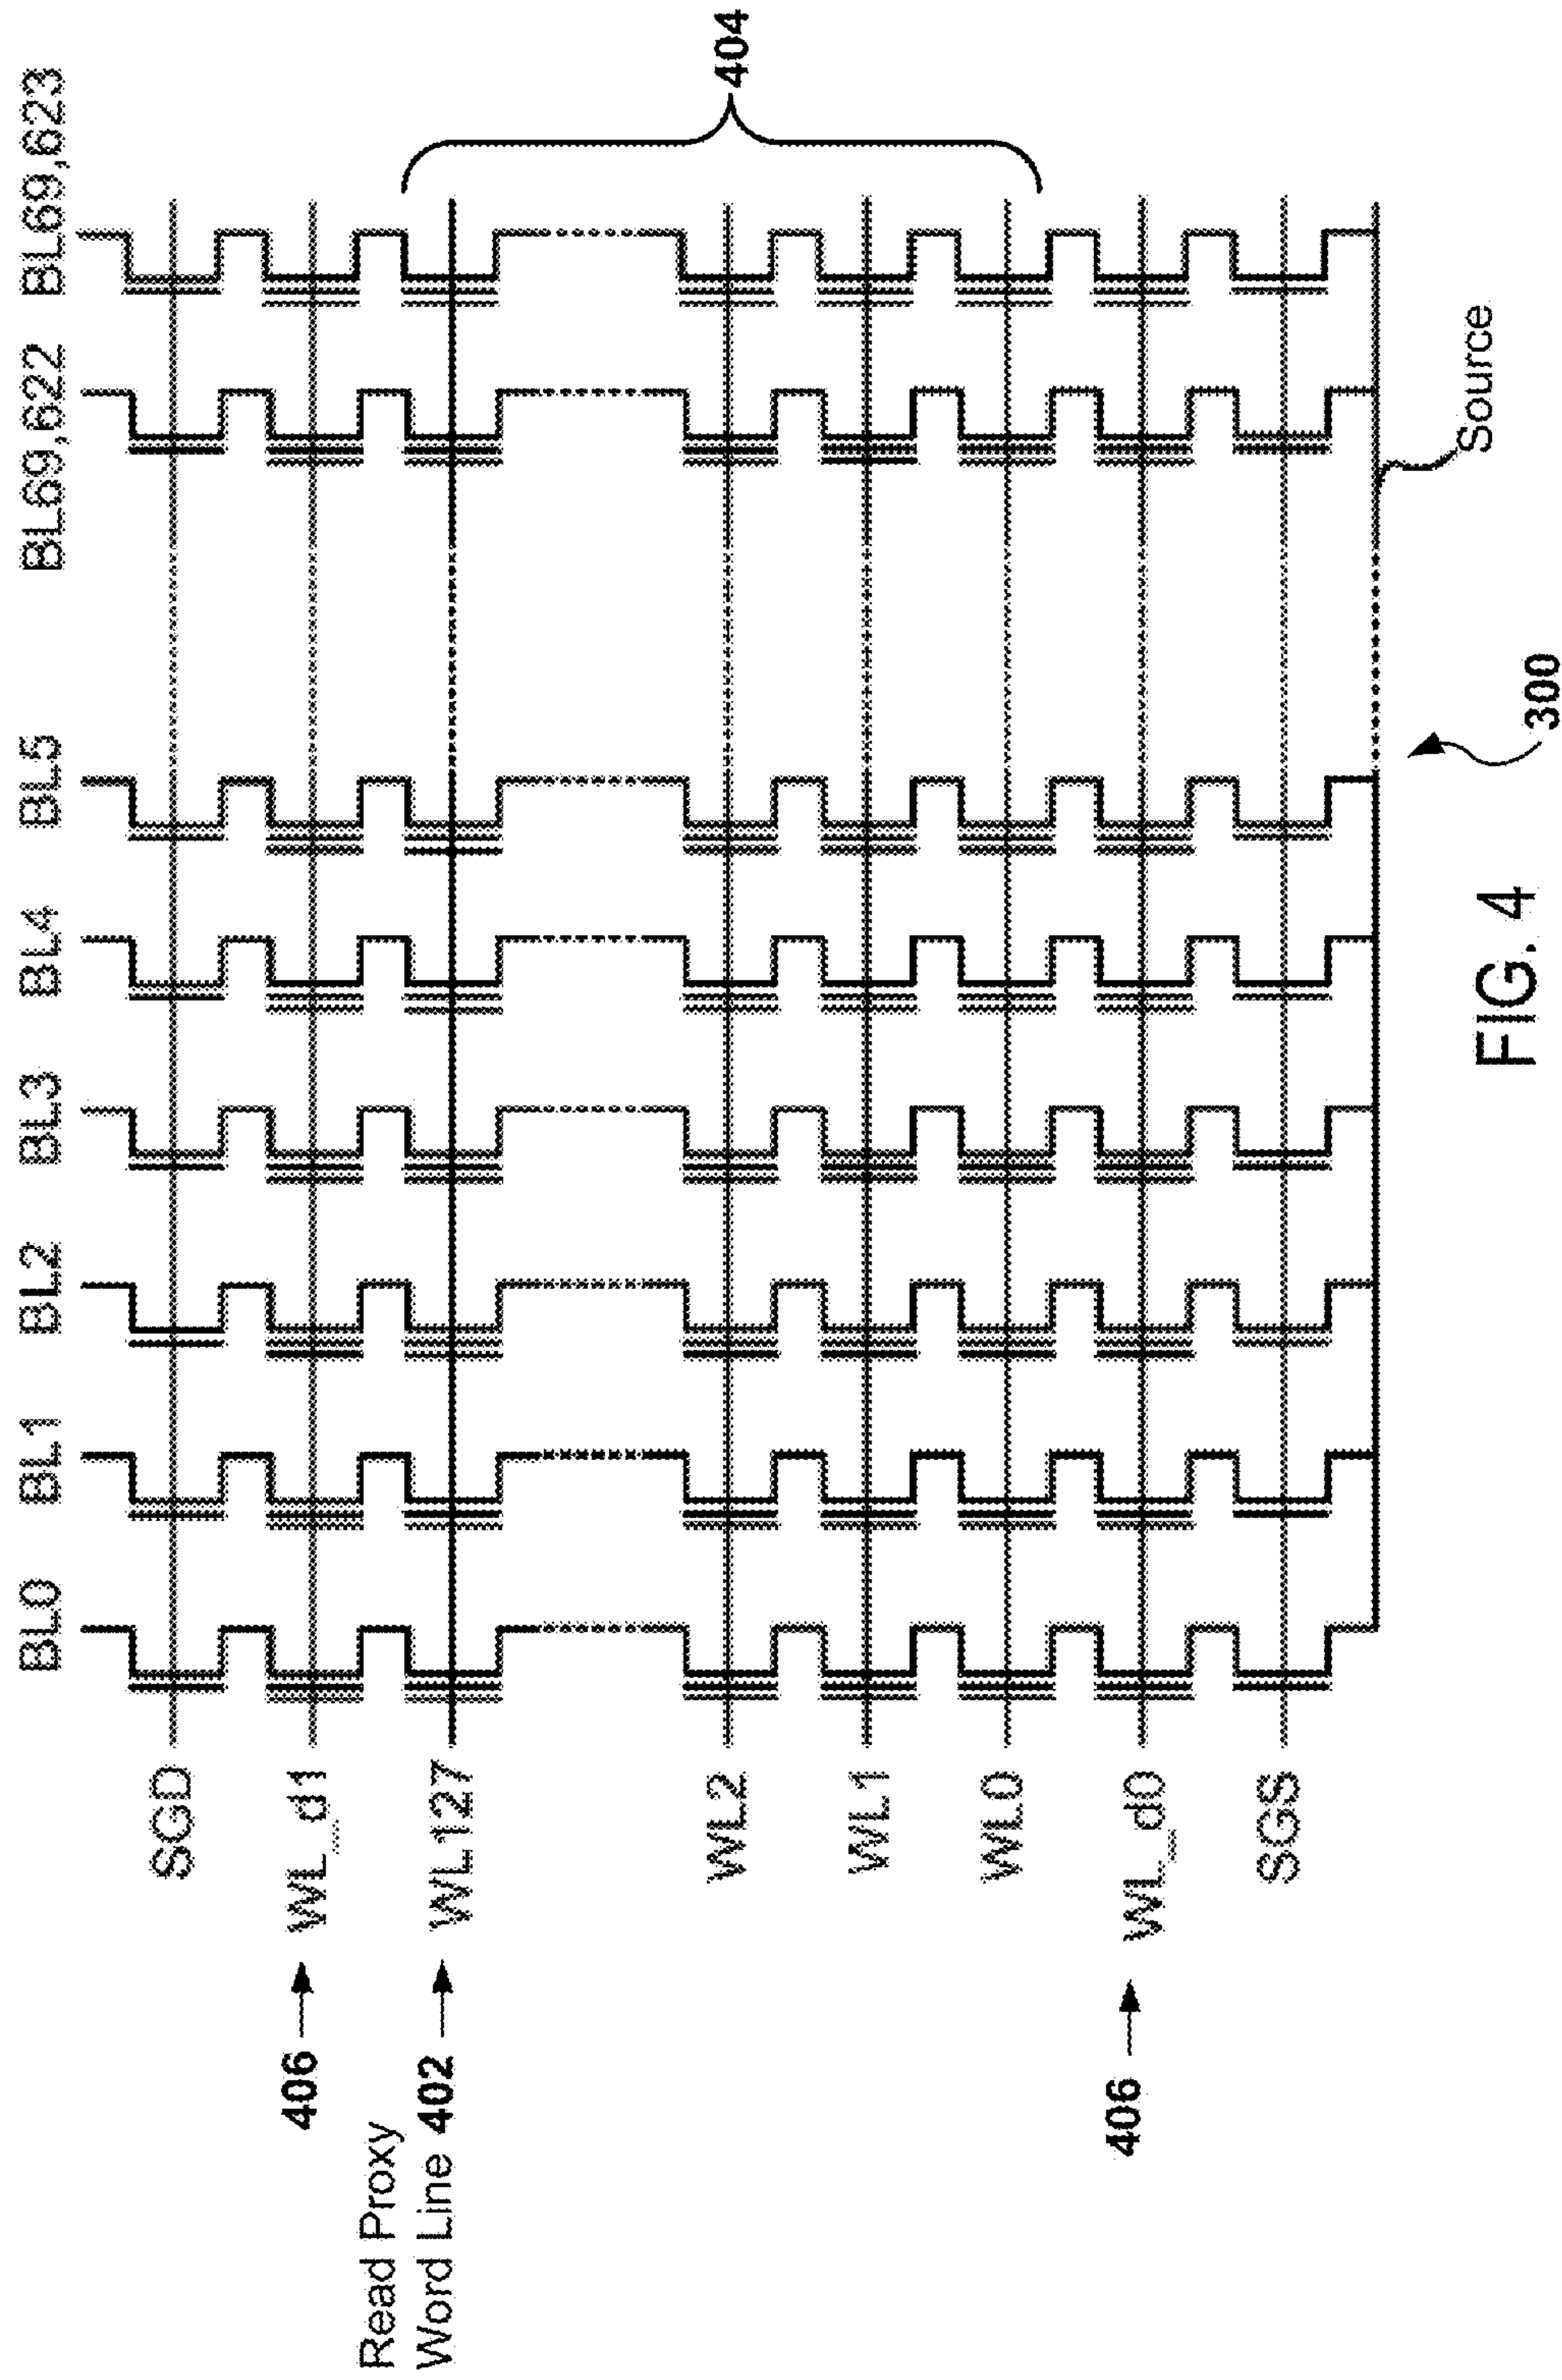 BL0
BL1
BL2
BL3
BL4
BL5
BL69,622
BL69,623
SGD
406
WL_d1
Read Proxy
Word Line 402
WL127
404
WL2
WL1
WL0
406
WL_d0
SGS
Source
300
FIG. 4